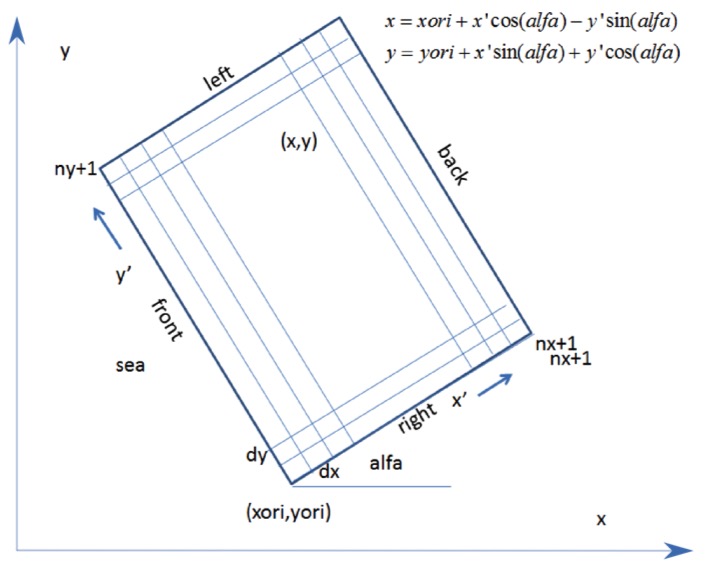 x = xori + x'cos(alfa) − y'sin(alfa)
y = yori + x'sin(alfa) + y'cos(alfa)
y
left
(x,y)
back
ny+1
y’
front
sea
nx+1
nx+1
x’
right
dy
dx
alfa
(xori,yori)
x